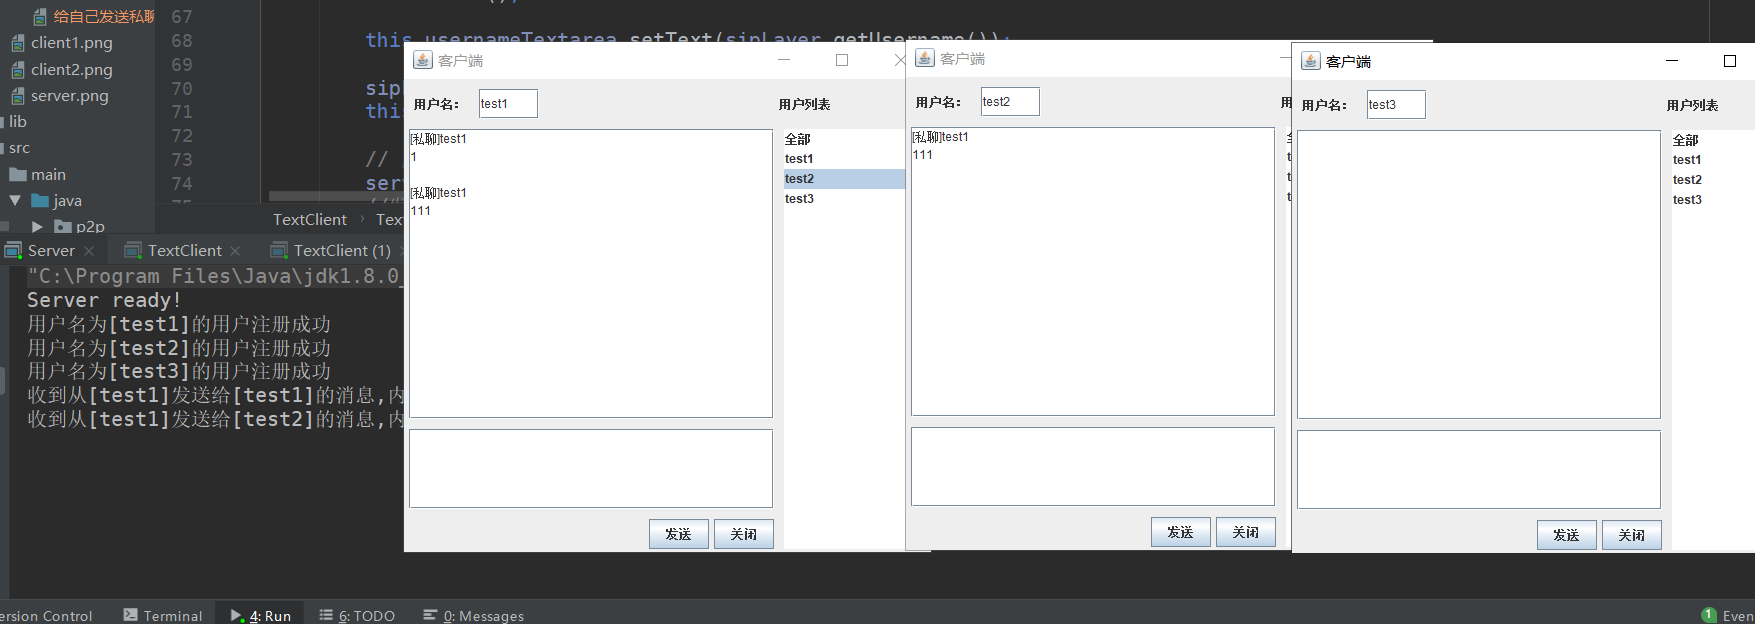 给自己发送私聊
client1.png
client2.png
server.png
lib
src
main
java
p2p
67
68
69
70
71
72
73
74
this.usernameTextarea.setText(sipLayer.getUsername());
sip
this
//
ser
TextClient
Tex
Server
TextClient
TextClient (1)
"C:\Program Files\Java\jdk1.8.0_
Server ready!
用户名为[test1]的用户注册成功
用户名为[test2]的用户注册成功
用户名为[test3]的用户注册成功
收到从[test1]发送给[test1]的消息,内
收到从[test1]发送给[test2]的消息,内
客户端
用户名： test1
用户列表
[私聊]test1
1
[私聊]test1
111
全部
test1
test2
test3
发送 关闭
客户端
用户名： test2
用
[私聊]test1
111
发送 关闭
客户端
用户名： test3
用户列表
全部
test1
test2
test3
发送 关闭
ersion Control
Terminal
4: Run
6: TODO
0: Messages
1 Even